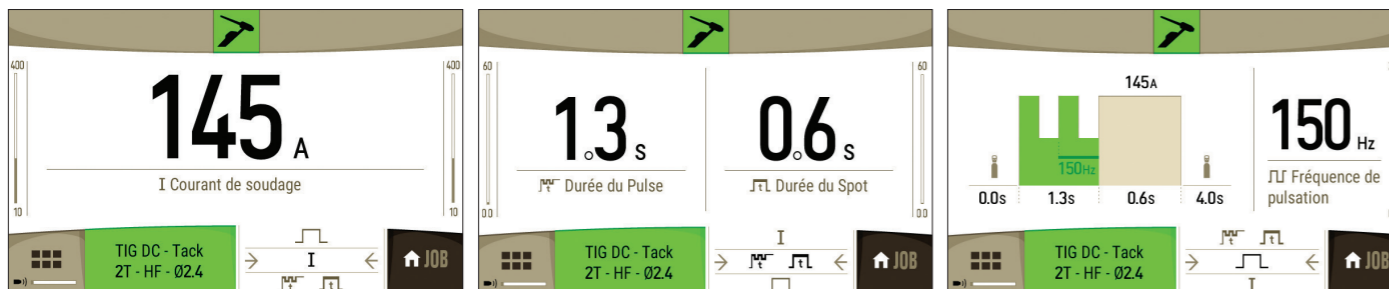 400
400
145 A
I Courant de soudage
10
10
TIG DC - Tack
2T - HF - Ø2.4
I
t
t
JOB
60
60
1.3 s
0.6 s
t Durée du Pulse
t Durée du Spot
0.0
0.0
TIG DC - Tack
2T - HF - Ø2.4
I
t
t
JOB
145A
150Hz
0.0s
1.3s
0.6s
4.0s
150 Hz
Fréquence de
pulsation
TIG DC - Tack
2T - HF - Ø2.4
t
t
I
JOB